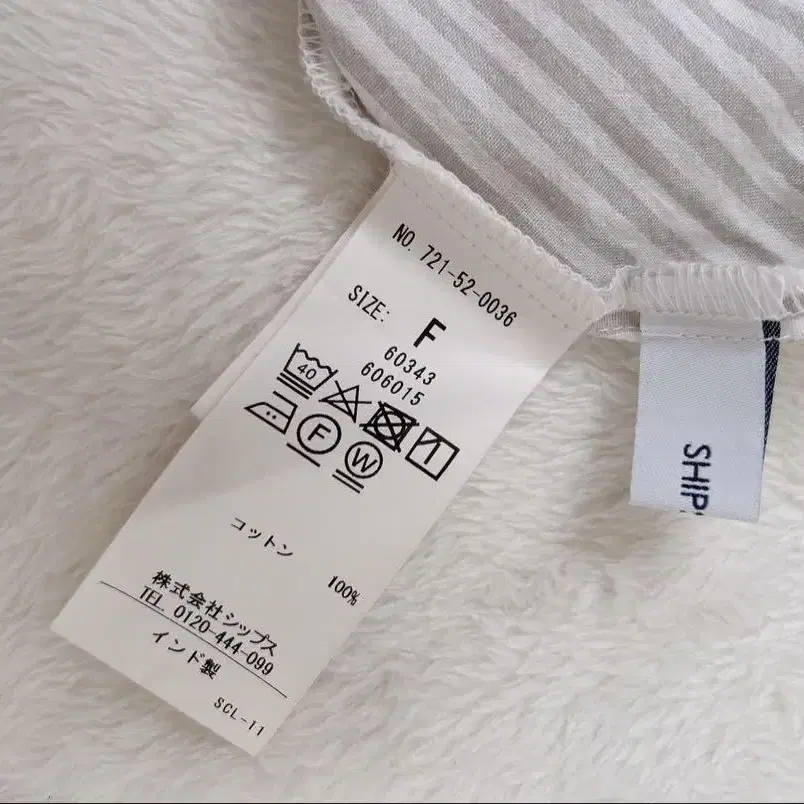 NO. 721-52-0036
SIZE: F
60343
606015
40
F W
コットン
100%
株式会社シップス
TEL. 0120-444-099
インド製
SCL-11
SHIP